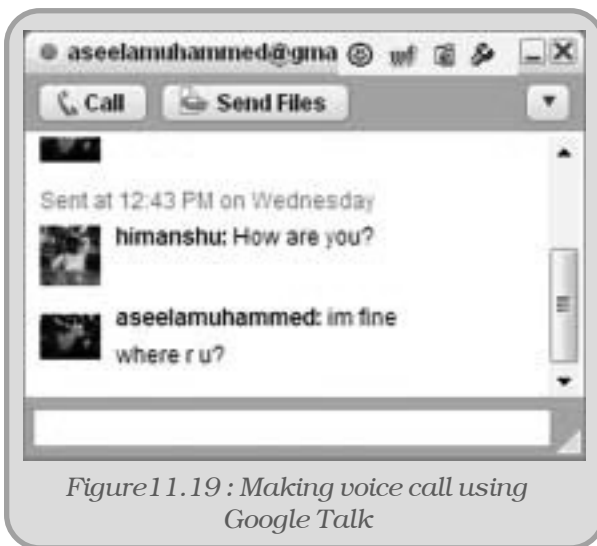 aseelamuhammed@gma
Call Send Files
Sent at 12:43 PM on Wednesday
himanshu: How are you?
aseelamuhammed: im fine
where r u?
Figure11.19 : Making voice call using
Google Talk